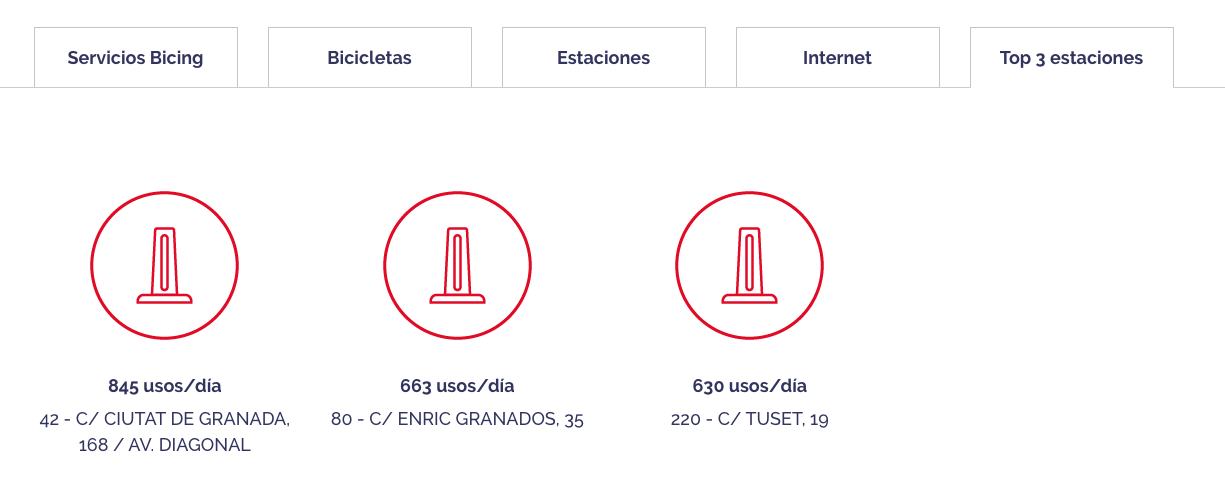 Servicios Bicing
Bicicletas
Estaciones
Internet
Top 3 estaciones
845 usos/día
42 - C/ CIUTAT DE GRANADA,
168 / AV. DIAGONAL
663 usos/día
80 - C/ ENRIC GRANADOS, 35
630 usos/día
220 - C/ TUSET, 19